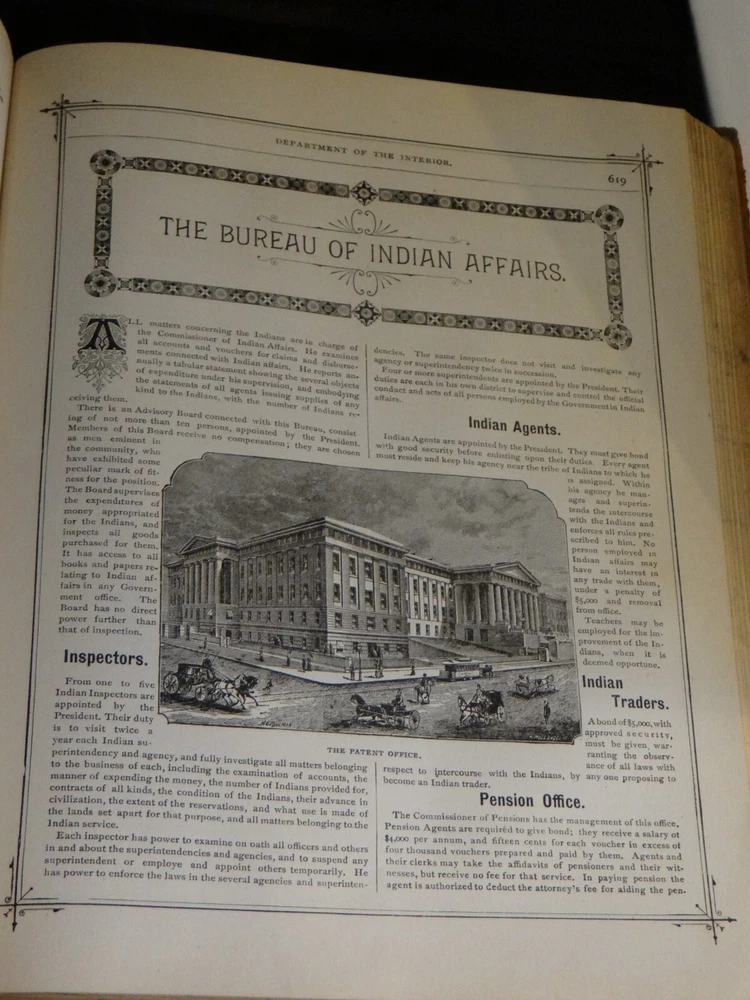 DEPARTMENT OF THE INTERIOR.
619
THE BUREAU OF INDIAN AFFAIRS.
ALL matters concerning the Indians are in charge of
the Commissioner of Indian Affairs. He examines
all accounts and vouchers for claims and disburse-
ments connected with Indian affairs. He reports an-
nually a tabular statement showing the several objects
of expenditure under his supervision, and embodying
the statements of all agents issuing supplies of any
kind to the Indians, with the number of Indians re-
ceiving them.
There is an Advisory Board connected with this Bureau, consist
ing of not more than ten persons, appointed by the President.
Members of this Board receive no compensation; they are chosen
as men eminent in
the community, who
have exhibited some
peculiar mark of fit-
ness for the position.
The Board supervises
the expenditures of
money appropriated
for the Indians, and
inspects all goods
purchased for them.
It has access to all
books and papers re-
lating to Indian af-
fairs in any Govern-
ment office. The
Board has no direct
power further than
that of inspection.
Inspectors.
From one to five
Indian Inspectors are
appointed by the
President. Their duty
is to visit twice a
year each Indian su-
perintendency and agency, and fully investigate all matters belonging
to the business of each, including the examination of accounts, the
manner of expending the money, the number of Indians provided for,
contracts of all kinds, the condition of the Indians, their advance in
civilization, the extent of the reservations, and what use is made of
the lands set apart for that purpose, and all matters belonging to the
Indian service.
Each inspector has power to examine on oath all officers and others
in and about the superintendencies and agencies, and to suspend any
superintendent or employe and appoint others temporarily. He
has power to enforce the laws in the several agencies and superinten-
dencies. The same inspector does not visit and investigate any
agency or superintendency twice in succession.
Four or more superintendents are appointed by the President. Their
duties are each in his own district to supervise and control the official
conduct and acts of all persons employed by the Government in Indian
affairs.
Indian Agents.
Indian Agents are appointed by the President. They must give bond
with good security before enlisting upon their duties. Every agent
must reside and keep his agency near the tribe of Indians to which he
is assigned. Within
his agency he man-
ages and superin-
tends the intercourse
with the Indians and
enforces all rules pre-
scribed to him. No
person employed in
Indian affairs may
have an interest in
any trade with them,
under a penalty of
$5,000 and removal
from office.
Teachers may be
employed for the im-
provement of the In-
dians, when it is
deemed opportune.
Indian
Traders.
A bond of $5,000, with
approved security,
must be given, war-
ranting the observ-
ance of all laws with
respect to intercourse with the Indians, by any one proposing to
become an Indian trader.
THE PATENT OFFICE.
Pension Office.
The Commissioner of Pensions has the management of this office.
Pension Agents are required to give bond; they receive a salary of
$4,000 per annum, and fifteen cents for each voucher in excess of
four thousand vouchers prepared and paid by them. Agents and
their clerks may take the affidavits of pensioners and their wit-
nesses, but receive no fee for that service. In paying pension the
agent is authorized to deduct the attorney's fee for aiding the pen-